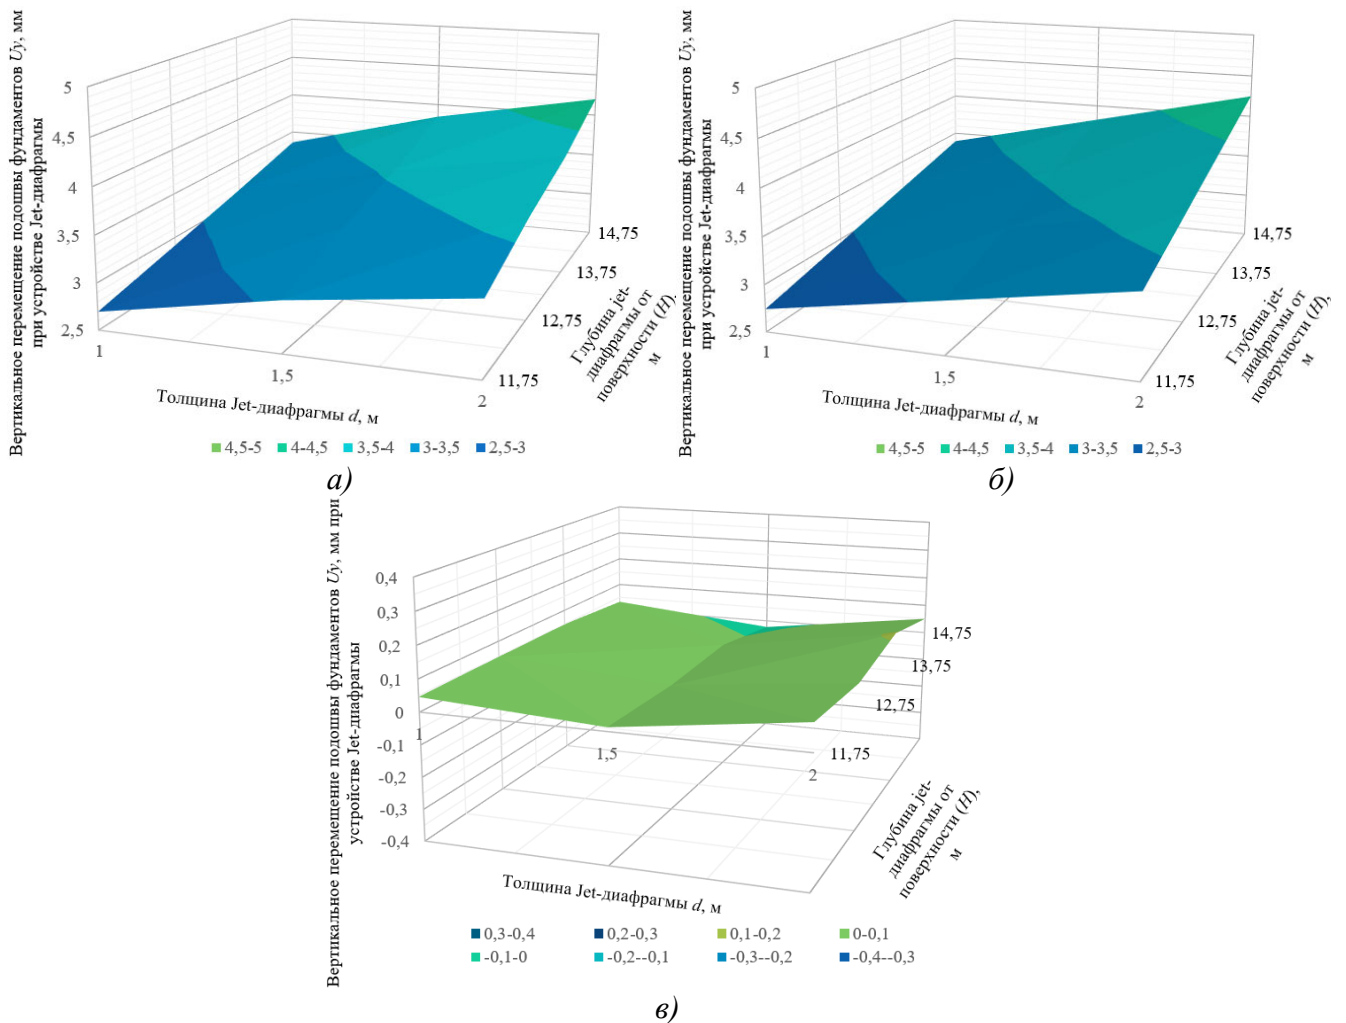 Вертикальное перемещение подошвы фундаментов Uy, мм
при устройстве Jet-диафрагмы
5
4,5
4
3,5
3
2,5
1
1,5
2
11,75
12,75
13,75
14,75
Толщина Jet-диафрагмы d, м
Глубина jet-
диафрагмы от
поверхности (H),
м
4,5-5 4-4,5 3,5-4 3-3,5 2,5-3
а)
Вертикальное перемещение подошвы фундаментов Uy, мм
при устройстве Jet-диафрагмы
5
4,5
4
3,5
3
2,5
1
1,5
2
11,75
12,75
13,75
14,75
Толщина Jet-диафрагмы d, м
Глубина jet-
диафрагмы от
поверхности (H),
м
4,5-5 4-4,5 3,5-4 3-3,5 2,5-3
б)
Вертикальное перемещение подошвы фундаментов Uy, мм при
устройстве Jet-диафрагмы
0,4
0,3
0,2
0,1
0
-0,1
-0,2
-0,3
-0,4
1
1,5
2
11,75
12,75
13,75
14,75
Толщина Jet-диафрагмы d, м
Глубина jet-
диафрагмы от
поверхности (H),
м
0,3-0,4 0,2-0,3 0,1-0,2 0-0,1
-0,1-0 -0,2--0,1 -0,3--0,2 -0,4--0,3
в)